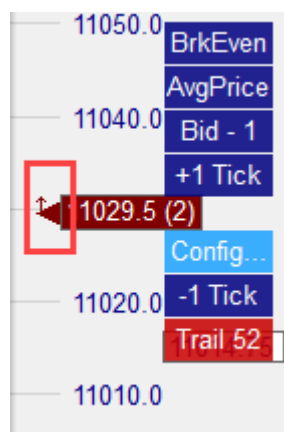 11050.0
BrkEven
AvgPrice
11040.0
Bid - 1
+1 Tick
11029.5 (2)
Config...
11020.0
-1 Tick
Trail 52
11010.0